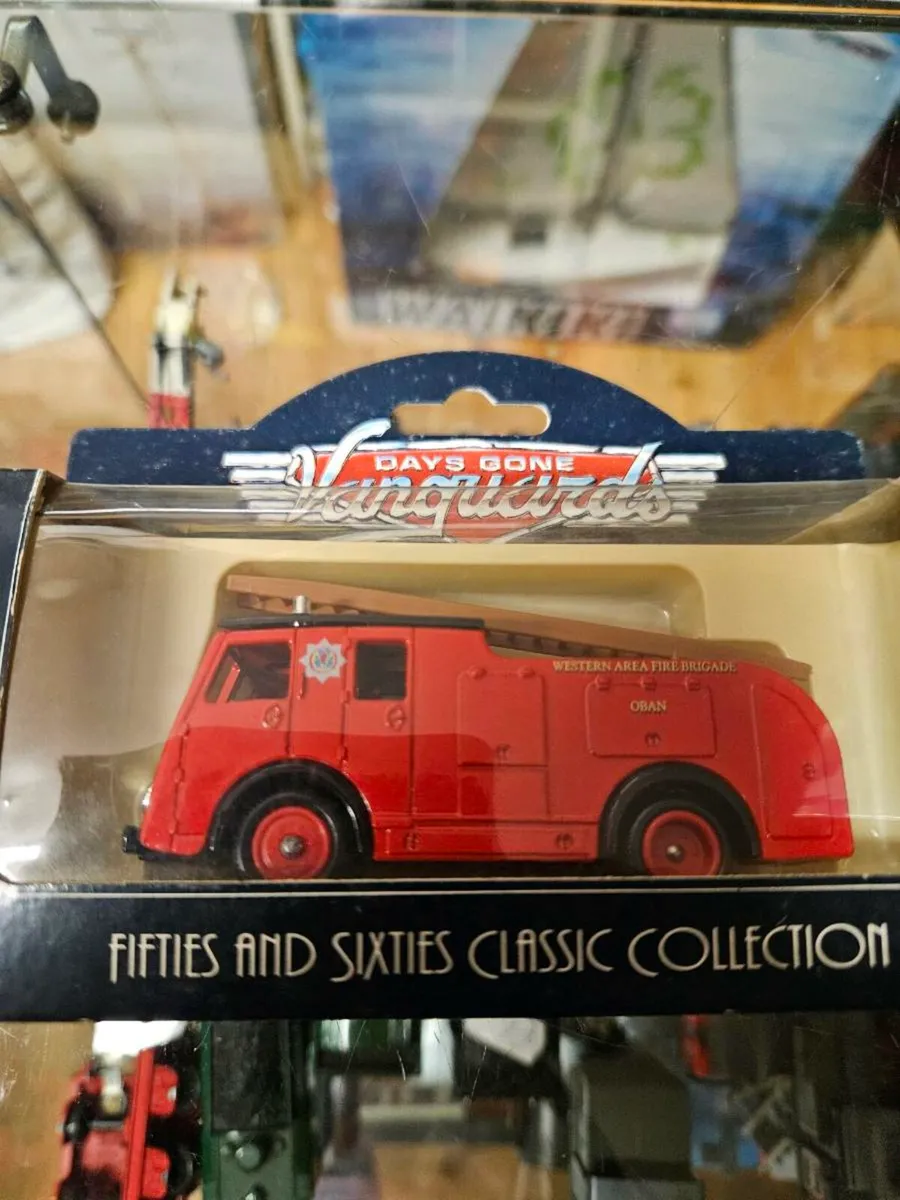 DAYS GONE
Vanguards
WESTERN AREA FIRE BRIGADE
OBAN
FIFTIES AND SIXTIES CLASSIC COLLECTION